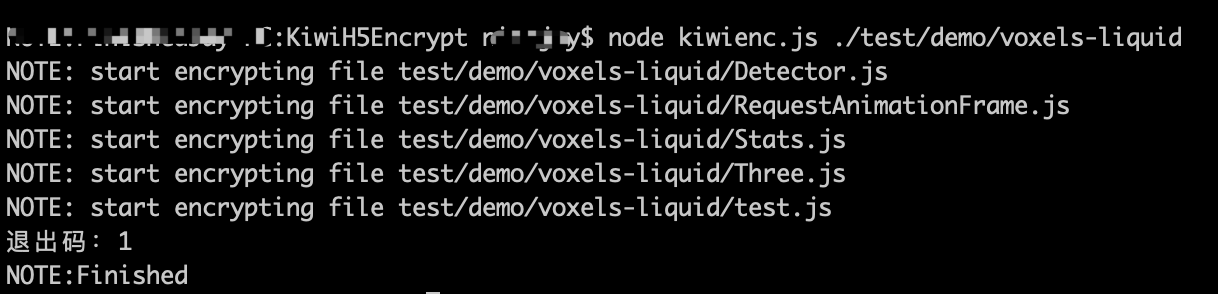 :KiwiH5Encrypt $ node kiwienc.js ./test/demo/voxels-liquid
NOTE: start encrypting file test/demo/voxels-liquid/Detector.js
NOTE: start encrypting file test/demo/voxels-liquid/RequestAnimationFrame.js
NOTE: start encrypting file test/demo/voxels-liquid/Stats.js
NOTE: start encrypting file test/demo/voxels-liquid/Three.js
NOTE: start encrypting file test/demo/voxels-liquid/test.js
退出码：1
NOTE:Finished